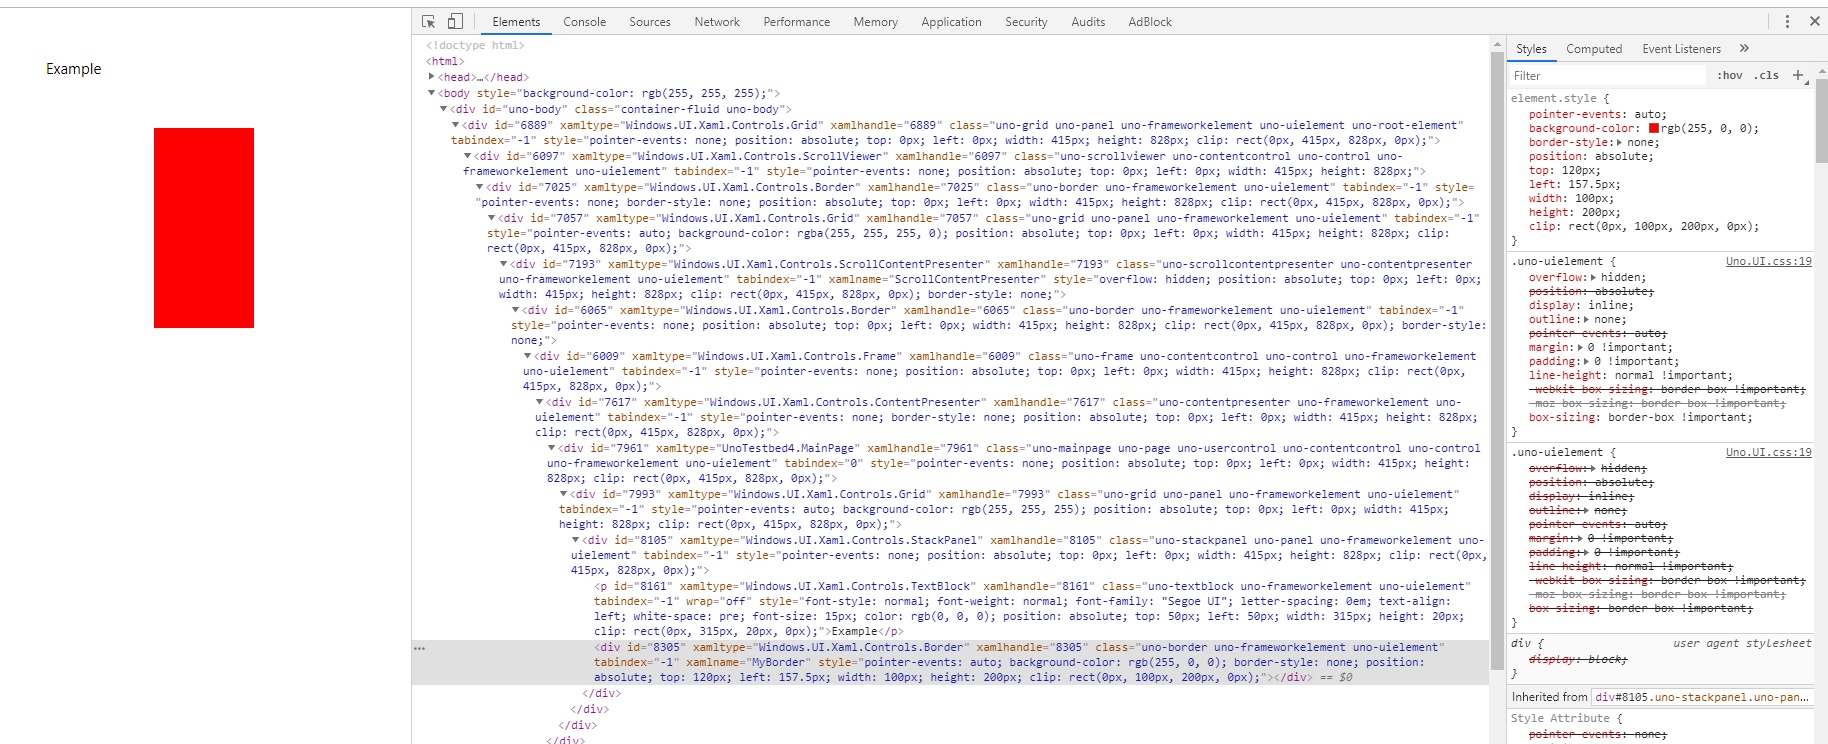 Example
Elements Console Sources Network Performance Memory Application Security Audits AdBlock
<!doctype html>
<html>
<head>…</head>
<body style="background-color: rgb(255, 255, 255);">
<div id="uno-body" class="container-fluid uno-body">
<div id="6889" xamltype="Windows.UI.Xaml.Controls.Grid" xamlhandle="6889" class="uno-grid uno-panel uno-frameworkelement uno-uielement uno-root-element"
tabindex="-1" style="pointer-events: none; position: absolute; top: 0px; left: 0px; width: 415px; height: 828px; clip: rect(0px, 415px, 828px, 0px);">
<div id="6097" xamltype="Windows.UI.Xaml.Controls.ScrollViewer" xamlhandle="6097" class="uno-scrollviewer uno-contentcontrol uno-control uno-
frameworkelement uno-uielement" tabindex="-1" style="pointer-events: none; position: absolute; top: 0px; left: 0px; width: 415px; height: 828px;">
<div id="7025" xamltype="Windows.UI.Xaml.Controls.Border" xamlhandle="7025" class="uno-border uno-frameworkelement uno-uielement" tabindex="-1" style=
"pointer-events: none; border-style: none; position: absolute; top: 0px; left: 0px; width: 415px; height: 828px; clip: rect(0px, 415px, 828px, 0px);">
<div id="7057" xamltype="Windows.UI.Xaml.Controls.Grid" xamlhandle="7057" class="uno-grid uno-panel uno-frameworkelement uno-uielement" tabindex="-1"
style="pointer-events: auto; background-color: rgba(255, 255, 255, 0); position: absolute; top: 0px; left: 0px; width: 415px; height: 828px; clip:
rect(0px, 415px, 828px, 0px);">
<div id="7193" xamltype="Windows.UI.Xaml.Controls.ScrollContentPresenter" xamlhandle="7193" class="uno-scrollcontentpresenter uno-contentpresenter
uno-frameworkelement uno-uielement" tabindex="-1" xamlname="ScrollContentPresenter" style="overflow: hidden; position: absolute; top: 0px; left: 0px;
width: 415px; height: 828px; clip: rect(0px, 415px, 828px, 0px); border-style: none;">
<div id="6065" xamltype="Windows.UI.Xaml.Controls.Border" xamlhandle="6065" class="uno-border uno-frameworkelement uno-uielement" tabindex="-1"
style="pointer-events: none; position: absolute; top: 0px; left: 0px; width: 415px; height: 828px; clip: rect(0px, 415px, 828px, 0px); border-style:
none;">
<div id="6009" xamltype="Windows.UI.Xaml.Controls.Frame" xamlhandle="6009" class="uno-frame uno-contentcontrol uno-control uno-frameworkelement
uno-uielement" tabindex="-1" style="pointer-events: none; position: absolute; top: 0px; left: 0px; width: 415px; height: 828px; clip: rect(0px,
415px, 828px, 0px);">
<div id="7617" xamltype="Windows.UI.Xaml.Controls.ContentPresenter" xamlhandle="7617" class="uno-contentpresenter uno-frameworkelement uno-
uielement" tabindex="-1" style="pointer-events: none; border-style: none; position: absolute; top: 0px; left: 0px; width: 415px; height: 828px;
clip: rect(0px, 415px, 828px, 0px);">
<div id="7961" xamltype="UnoTestbed4.MainPage" xamlhandle="7961" class="uno-mainpage uno-page uno-usercontrol uno-contentcontrol uno-control
uno-frameworkelement uno-uielement" tabindex="0" style="pointer-events: none; position: absolute; top: 0px; left: 0px; width: 415px; height:
828px; clip: rect(0px, 415px, 828px, 0px);">
<div id="7993" xamltype="Windows.UI.Xaml.Controls.Grid" xamlhandle="7993" class="uno-grid uno-panel uno-frameworkelement uno-uielement"
tabindex="-1" style="pointer-events: auto; background-color: rgb(255, 255, 255); position: absolute; top: 0px; left: 0px; width: 415px;
height: 828px; clip: rect(0px, 415px, 828px, 0px);">
<div id="8105" xamltype="Windows.UI.Xaml.Controls.StackPanel" xamlhandle="8105" class="uno-stackpanel uno-panel uno-frameworkelement uno-
uielement" tabindex="-1" style="pointer-events: none; position: absolute; top: 0px; left: 0px; width: 415px; height: 828px; clip: rect(0px,
415px, 828px, 0px);">
<p id="8161" xamltype="Windows.UI.Xaml.Controls.TextBlock" xamlhandle="8161" class="uno-textblock uno-frameworkelement uno-uielement"
tabindex="-1" wrap="off" style="font-style: normal; font-weight: normal; font-family: "Segoe UI"; letter-spacing: 0em; text-align:
left; white-space: pre; font-size: 15px; color: rgb(0, 0, 0); position: absolute; top: 50px; left: 50px; width: 315px; height: 20px;
clip: rect(0px, 315px, 20px, 0px);">Example</p>
<div id="8305" xamltype="Windows.UI.Xaml.Controls.Border" xamlhandle="8305" class="uno-border uno-frameworkelement uno-uielement"
tabindex="-1" xamlname="MyBorder" style="pointer-events: auto; background-color: rgb(255, 0, 0); border-style: none; position:
absolute; top: 120px; left: 157.5px; width: 100px; height: 200px; clip: rect(0px, 100px, 200px, 0px);"></div> == $0
</div>
</div>
</div>
</div>
Styles Computed Event Listeners »
Filter :hov .cls +
element.style {
pointer-events: auto;
background-color: rgb(255, 0, 0);
border-style: none;
position: absolute;
top: 120px;
left: 157.5px;
width: 100px;
height: 200px;
clip: rect(0px, 100px, 200px, 0px);
}
.uno-uielement { Uno.UI.css:19
overflow: hidden;
position: absolute;
display: inline;
outline: none;
pointer-events: auto;
margin: 0 !important;
padding: 0 !important;
line-height: normal !important;
-webkit-box-sizing: border-box !important;
-moz-box-sizing: border-box !important;
box-sizing: border-box !important;
}
.uno-uielement { Uno.UI.css:19
overflow: hidden;
position: absolute;
display: inline;
outline: none;
pointer-events: auto;
margin: 0 !important;
padding: 0 !important;
line-height: normal !important;
-webkit-box-sizing: border-box !important;
-moz-box-sizing: border-box !important;
box-sizing: border-box !important;
}
div { user agent stylesheet
display: block;
}
Inherited from div#8105.uno-stackpanel.uno-pan…
Style Attribute {
pointer-events: none;